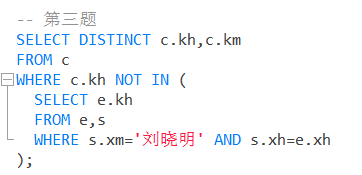 -- 第三题
SELECT DISTINCT c.kh,c.km
FROM c
WHERE c.kh NOT IN (
  SELECT e.kh
  FROM e,s
  WHERE s.xm='刘晓明' AND s.xh=e.xh
);